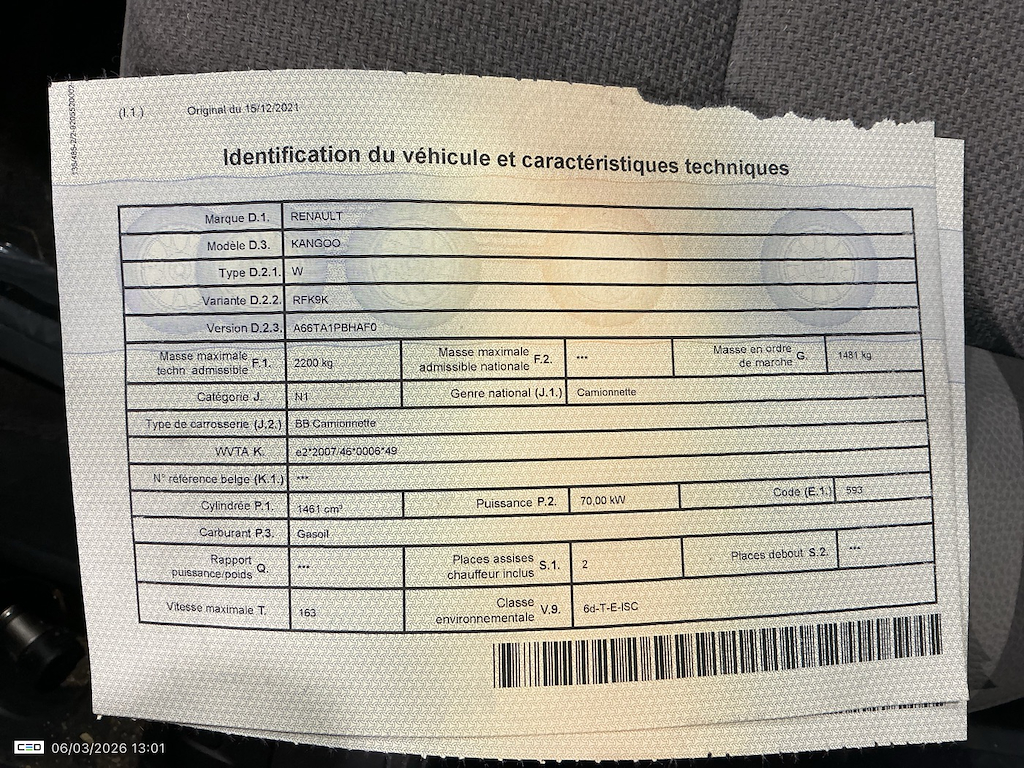 (I.1.) Original du 15/12/2021
Identification du véhicule et caractéristiques techniques
Marque D.1. RENAULT
Modèle D.3. KANGOO
Type D.2.1. W
Variante D.2.2. RFK9K
Version D.2.3. A66TA1PBHAF0
Masse maximale techn admissible F.1. 2200 kg Masse maximale admissible nationale F.2. *** Masse en ordre de marche G. 1481 kg
Catégorie J. N1 Genre national (J.1.) Camionnette
Type de carrosserie (J.2.) BB Camionnette
WVTA K. e2*2007/46*0006*49
N° référence belge (K.1.) ***
Cylindrée P.1. 1461 cm³ Puissance P.2. 70,00 kW Code (E.1.) 593
Carburant P.3. Gasoil
Rapport puissance/poids Q. *** Places assises chauffeur inclus S.1. 2 Places debout S.2. ***
Vitesse maximale T. 163 Classe environnementale V.9. 6d-T-E-ISC
CEO 06/03/2026 13:01